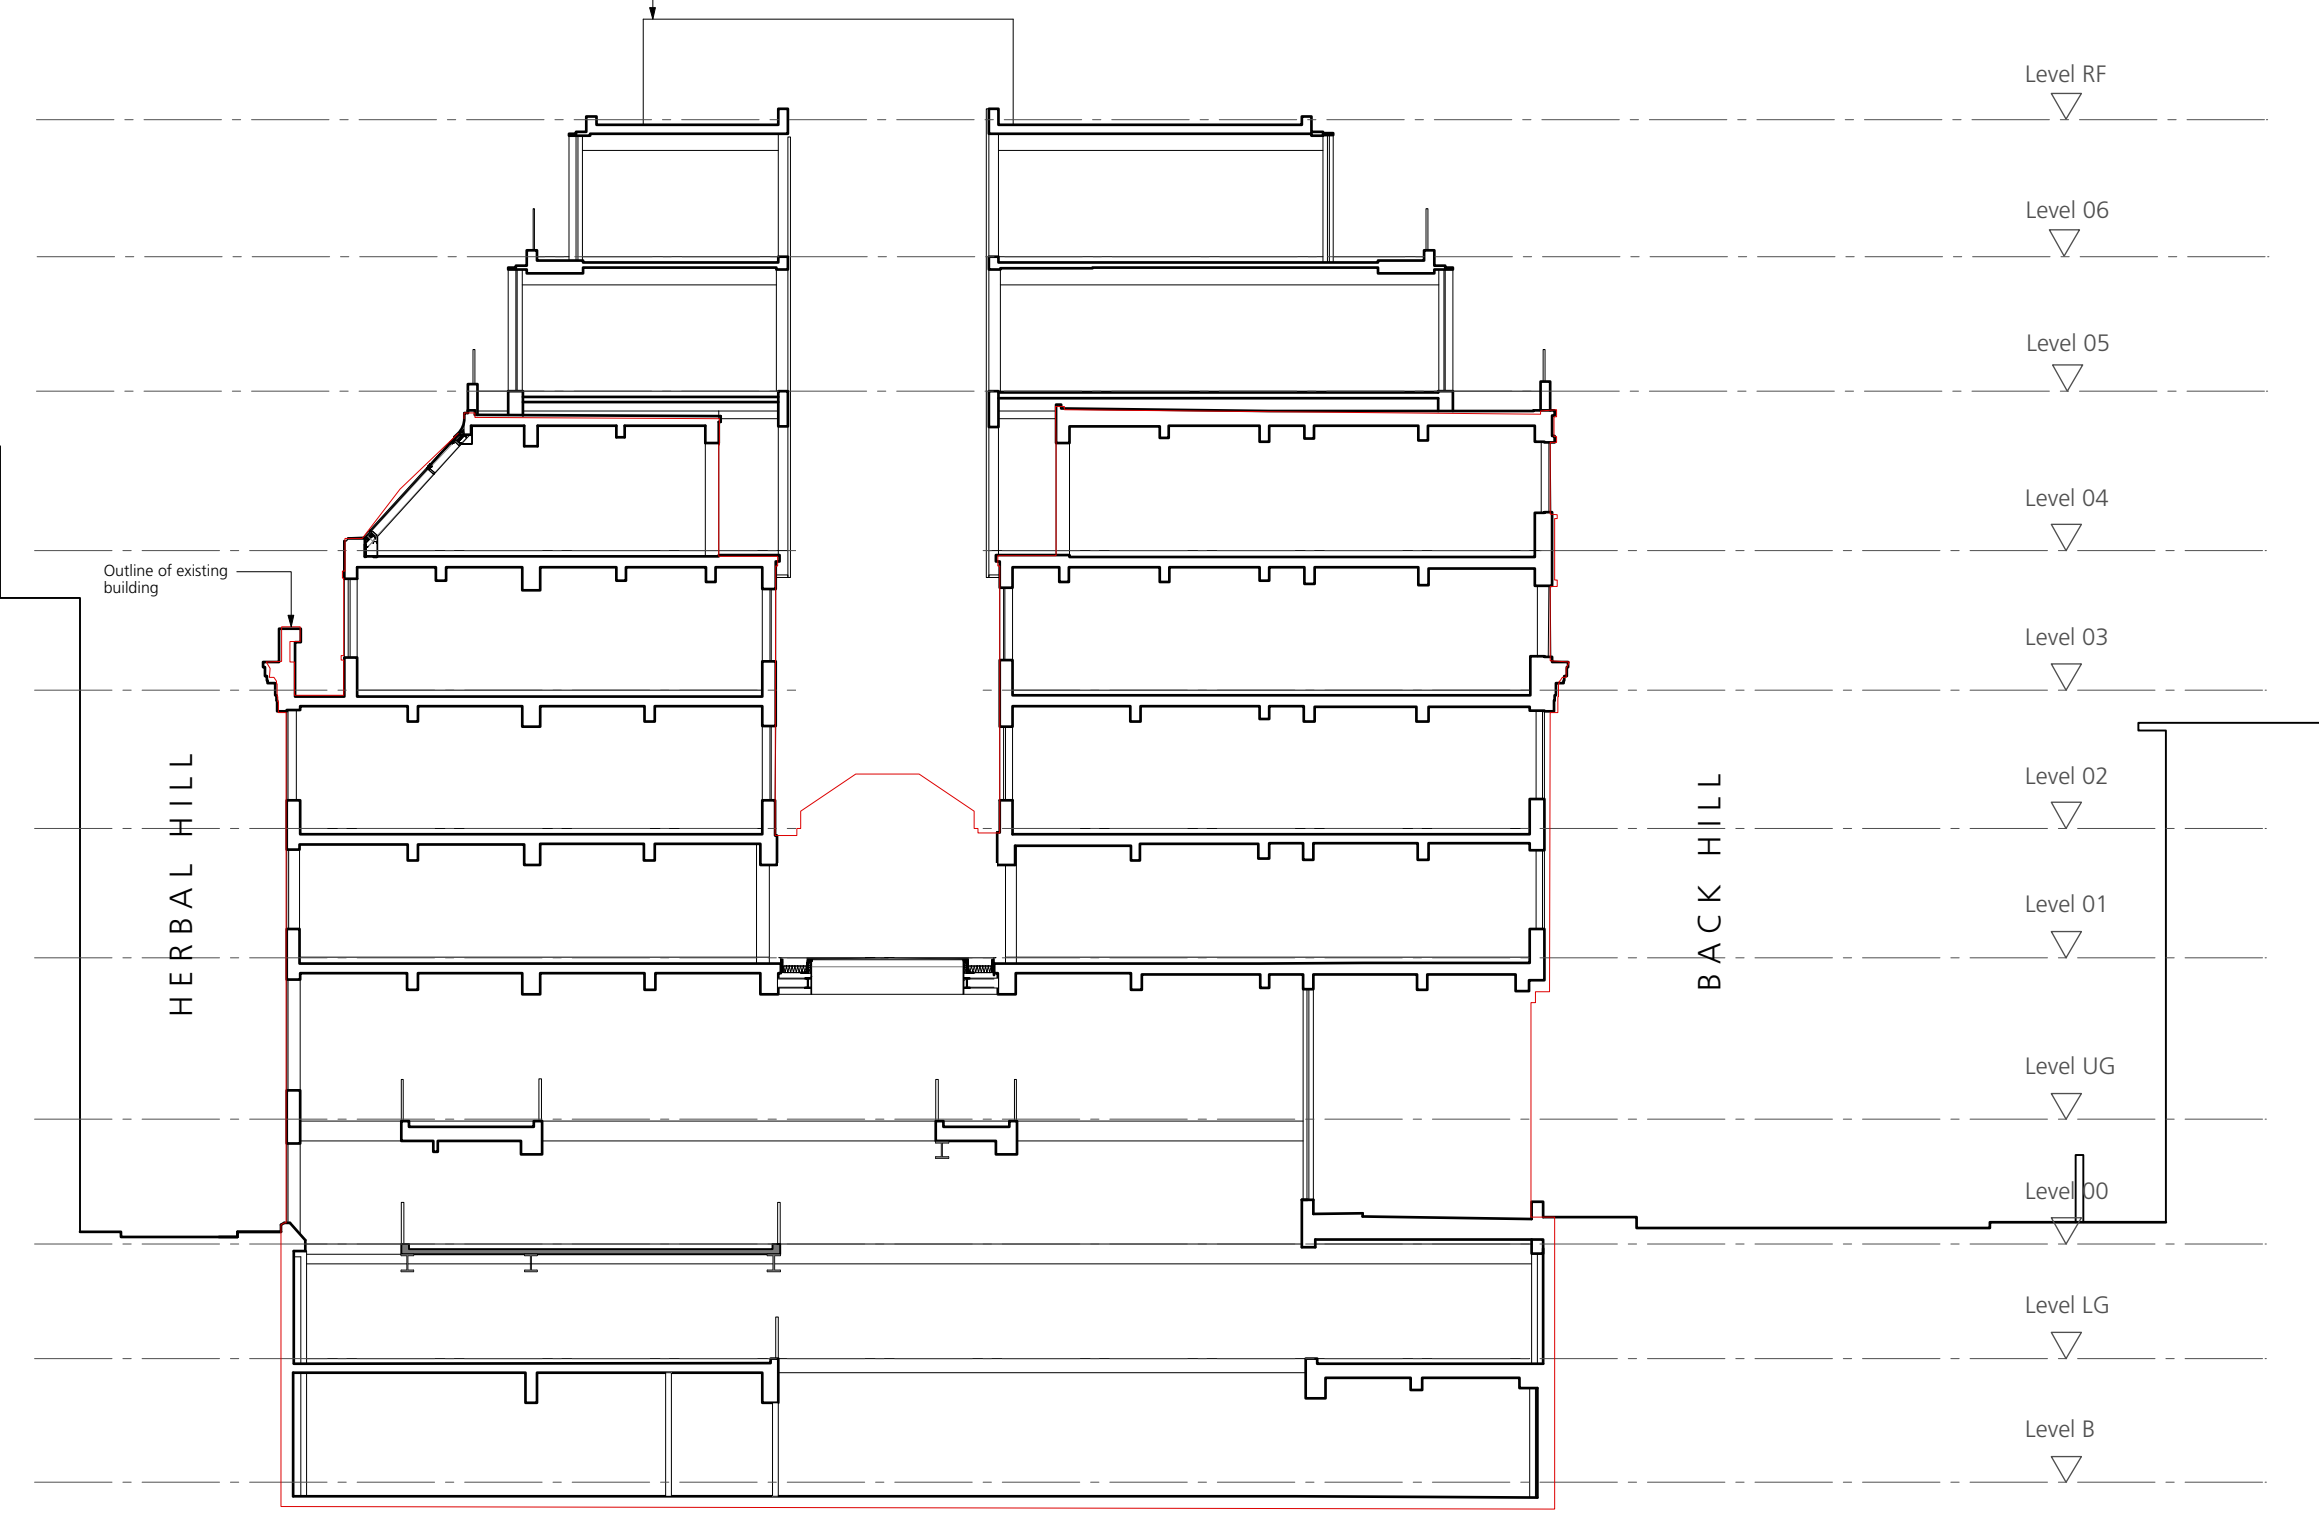 Level RF
Level 06
Level 05
Level 04
Outline of existing
building
Level 03
HERBAL HILL
BACK HILL
Level 02
Level 01
Level UG
Level 00
Level LG
Level B